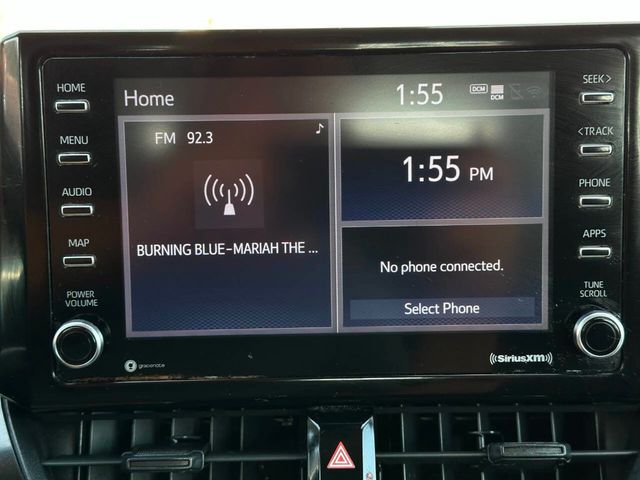 HOME
MENU
AUDIO
MAP
POWER
VOLUME
Home
1:55
DCM
DCM
FM 92.3
BURNING BLUE-MARIAH THE ...
1:55 PM
No phone connected.
Select Phone
SEEK >
< TRACK
PHONE
APPS
TUNE
SCROLL
g gracenote
((SiriusXM))